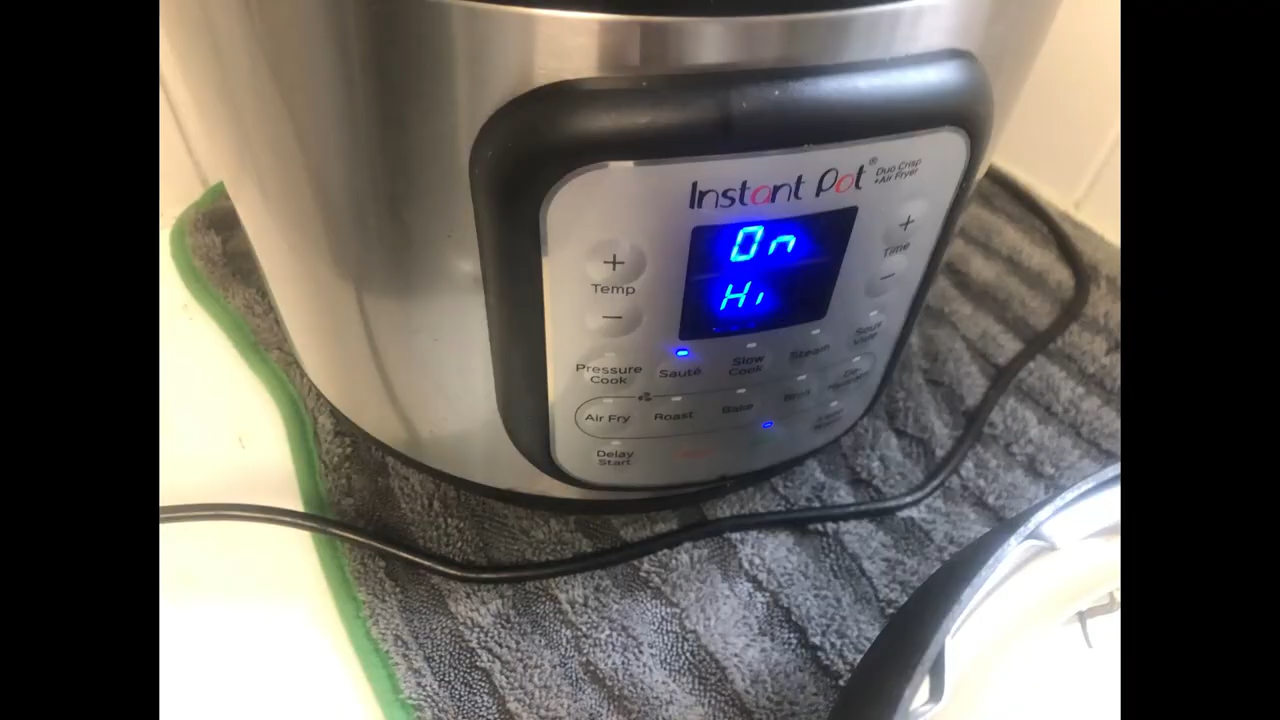 Instant Pot®
Duo Crisp
+Air Fryer
On
Hi
+
Temp
−
+
Time
−
Pressure
Cook
Sauté
Slow
Cook
Steam
Sous
Vide
Air Fry
Roast
Bake
Broil
Delay
Start